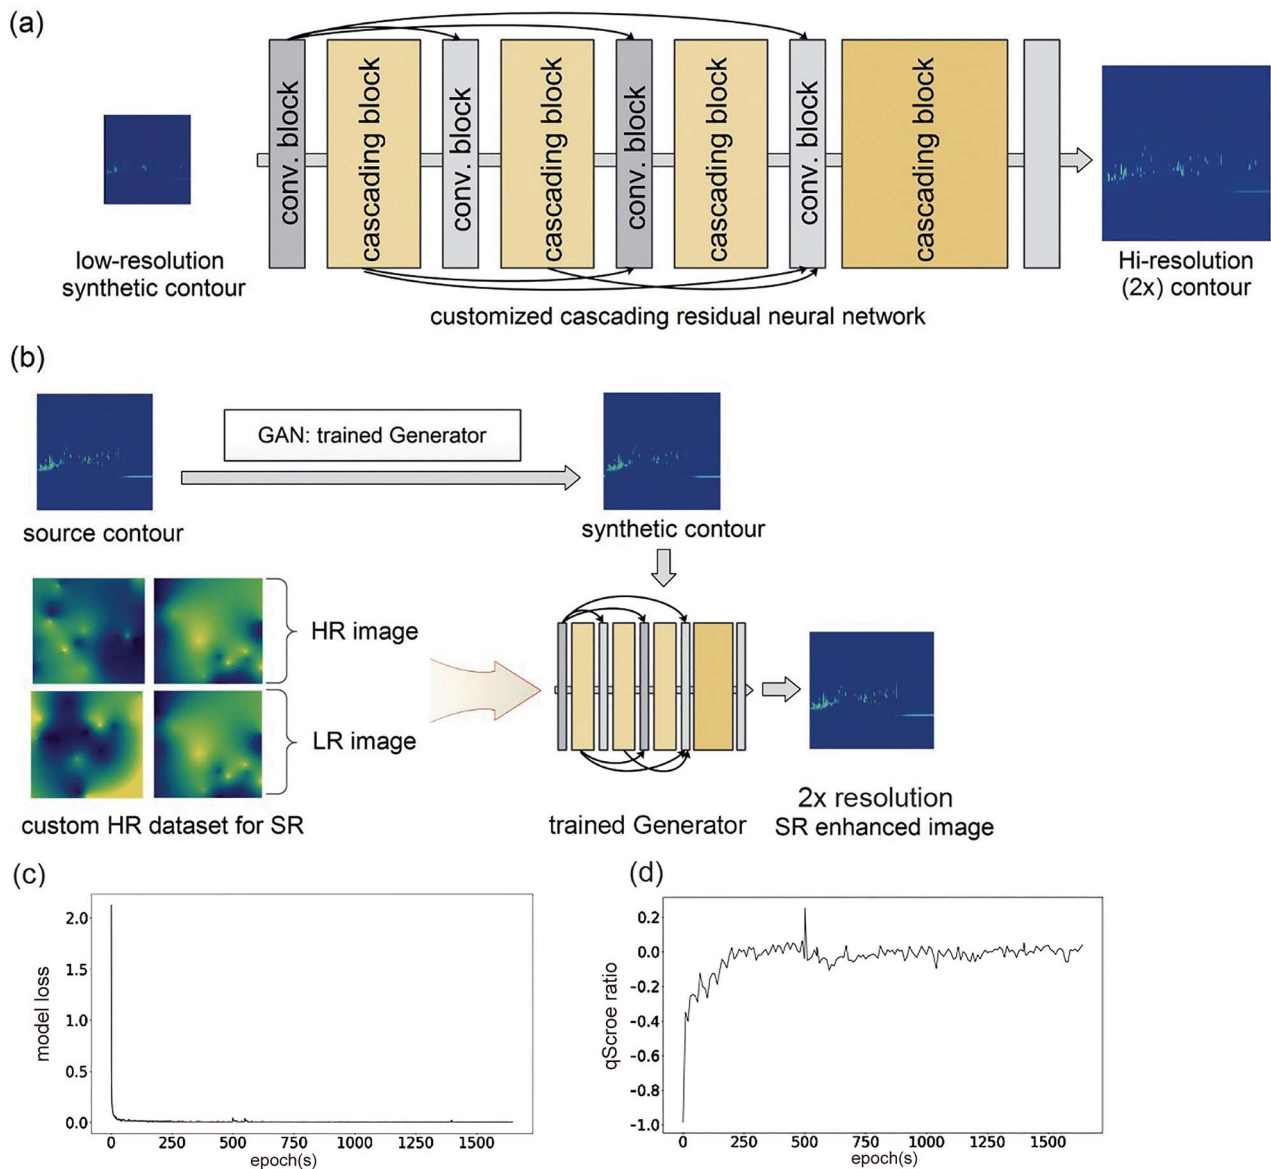 (a)
conv. block
cascading block
conv. block
cascading block
conv. block
cascading block
conv. block
cascading block
low-resolution
synthetic contour
Hi-resolution
(2x) contour
customized cascading residual neural network
(b)
GAN: trained Generator
source contour
synthetic contour
HR image
LR image
custom HR dataset for SR
trained Generator
2x resolution
SR enhanced image
(c)
model loss
2.0
1.5
1.0
0.5
0.0
0
250
500
750
1000
1250
1500
epoch(s)
(d)
qScroe ratio
0.2
0.0
-0.2
-0.4
-0.6
-0.8
-1.0
0
250
500
750
1000
1250
1500
epoch(s)